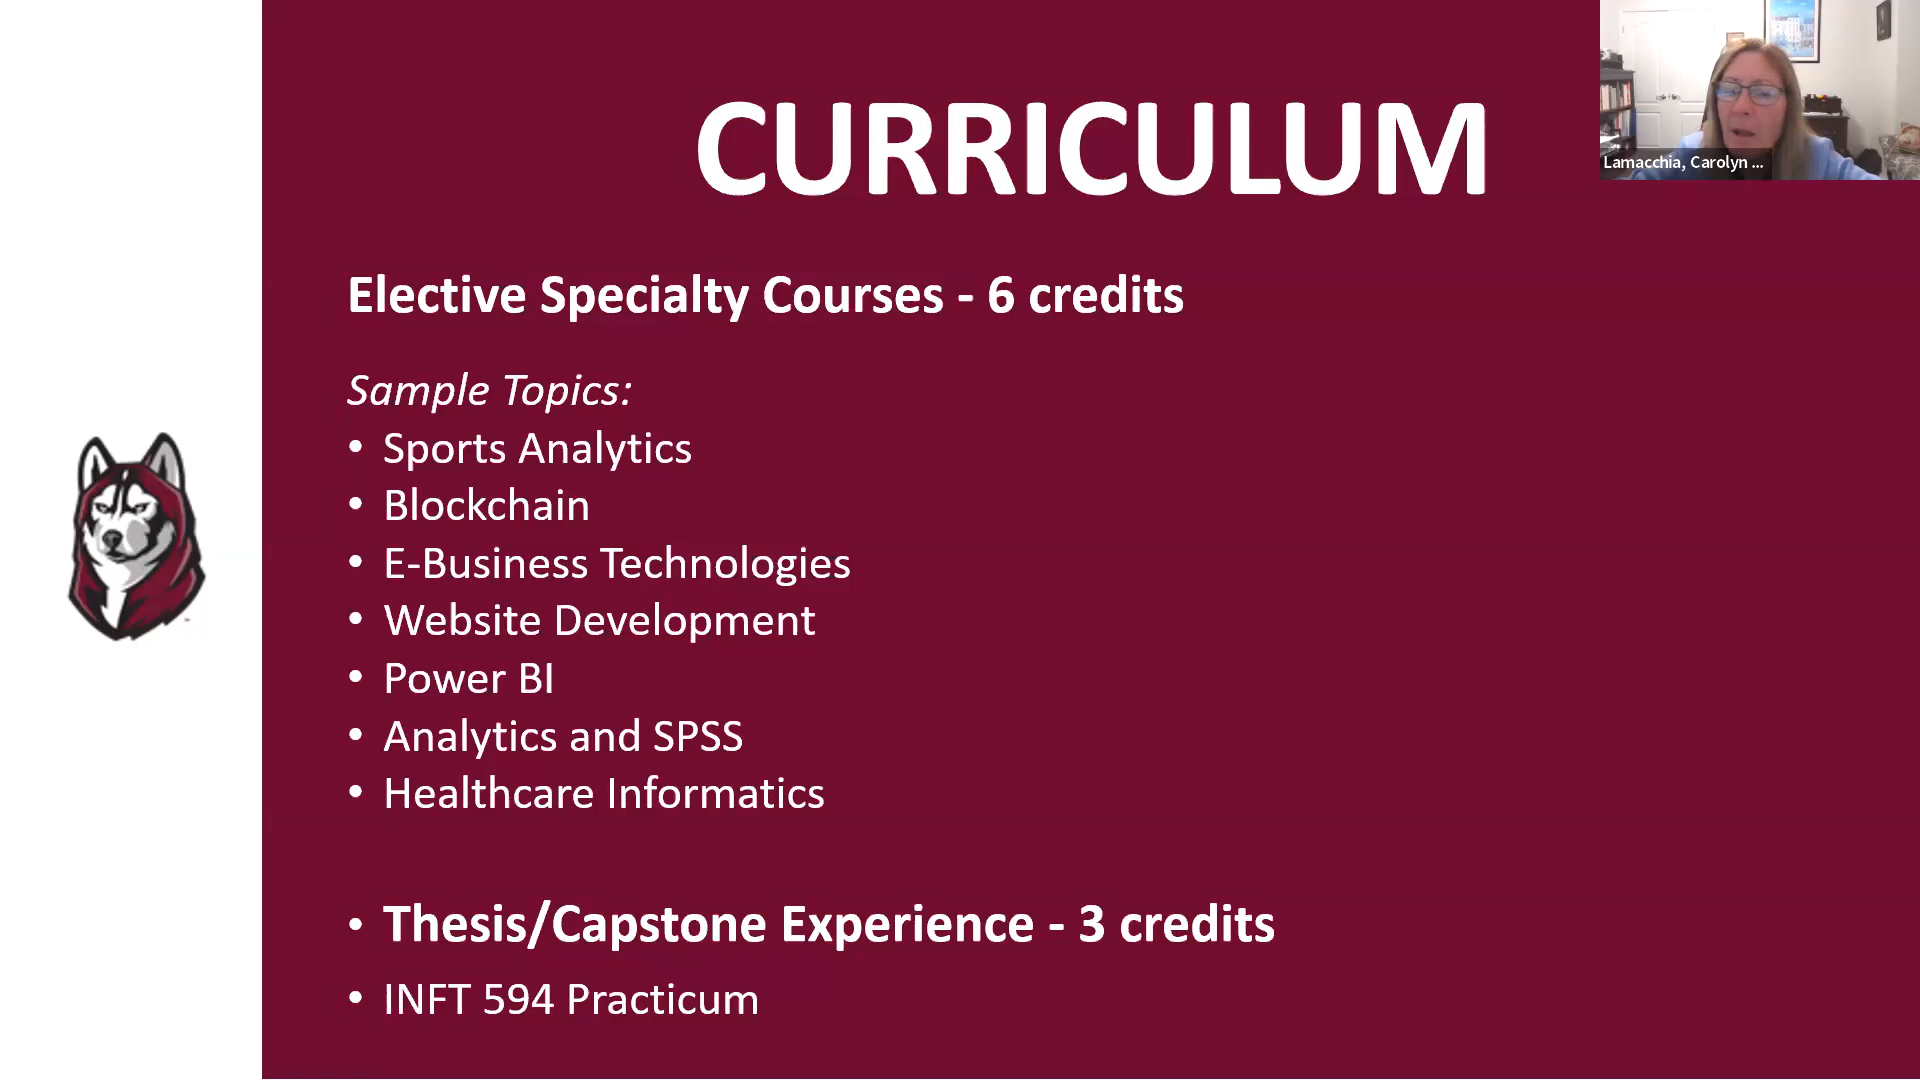 CURRICULUM
Lamacchia, Carolyn ...
Elective Specialty Courses - 6 credits
Sample Topics:
• Sports Analytics
• Blockchain
• E-Business Technologies
• Website Development
• Power BI
• Analytics and SPSS
• Healthcare Informatics
• Thesis/Capstone Experience - 3 credits
• INFT 594 Practicum